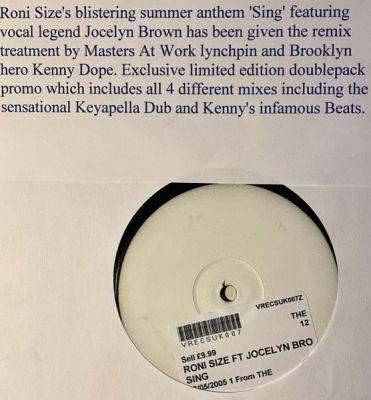 Roni Size's blistering summer anthem 'Sing' featuring
vocal legend Jocelyn Brown has been given the remix
treatment by Masters At Work lynchpin and Brooklyn
hero Kenny Dope. Exclusive limited edition doublepack
promo which includes all 4 different mixes including the
sensational Keyapella Dub and Kenny's infamous Beats.
VRECSUK007Z
VRECSUK007
THE
12
Sell £9.99
RONI SIZE FT JOCELYN BRO
SING
/05/2005 1 From THE